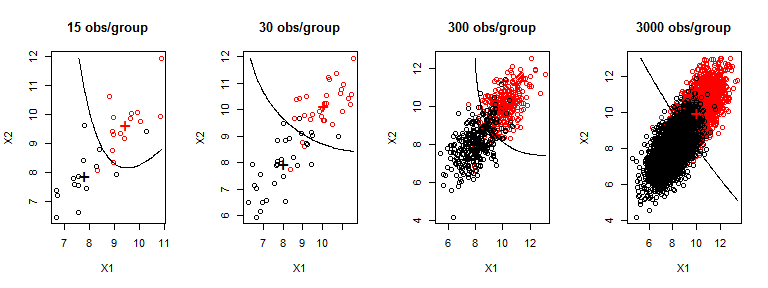 15 obs/group
30 obs/group
300 obs/group
3000 obs/group
X2
7 8 9 10 11 12
7 8 9 10 11
X1
X2
6 7 8 9 10 11 12
7 8 9 10
X1
X2
4 6 8 10 12
6 8 10 12
X1
X2
4 6 8 10 12
6 8 10 12
X1